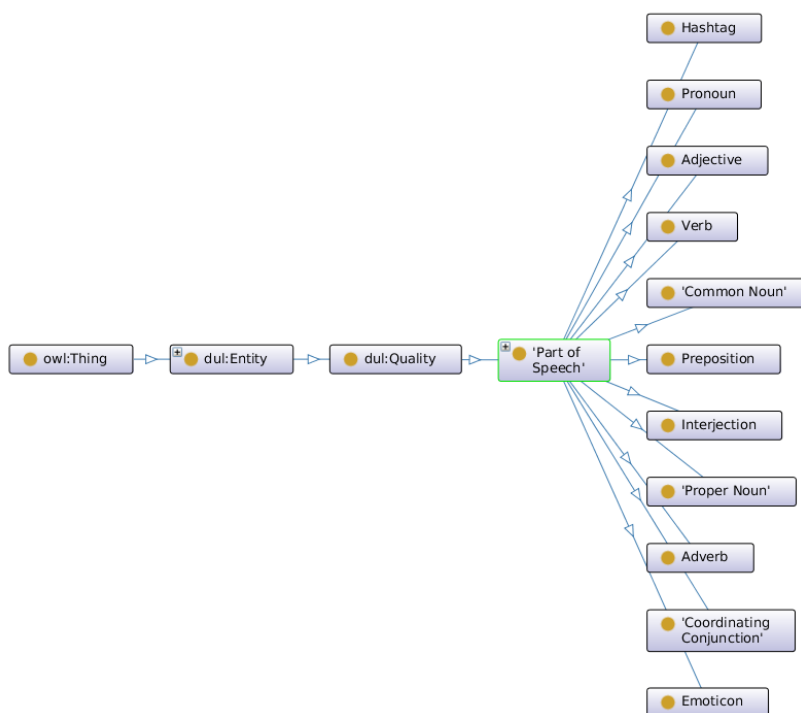 Hashtag
Pronoun
Adjective
Verb
'Common Noun'
owl:Thing
dul:Entity
dul:Quality
'Part of
Speech'
Preposition
Interjection
'Proper Noun'
Adverb
'Coordinating
Conjunction'
Emoticon